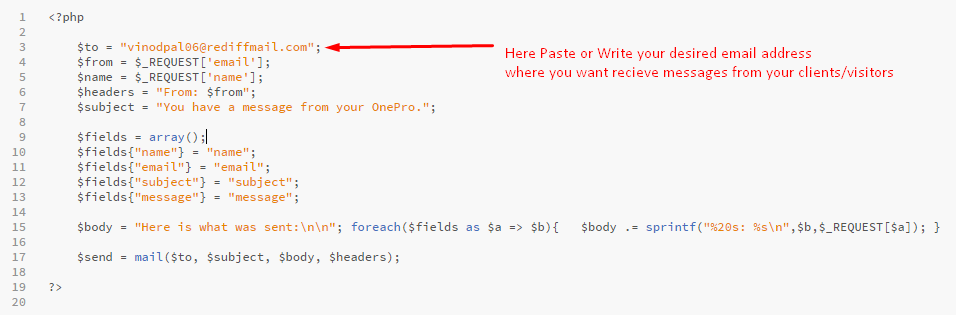 1 <?php
2
3 $to = "vinodpal06@rediffmail.com";
Here Paste or Write your desired email address
where you want recieve messages from your clients/visitors
4 $from = $_REQUEST['email'];
5 $name = $_REQUEST['name'];
6 $headers = "From: $from";
7 $subject = "You have a message from your OnePro.";
8
9 $fields = array();
10 $fields{"name"} = "name";
11 $fields{"email"} = "email";
12 $fields{"subject"} = "subject";
13 $fields{"message"} = "message";
14
15 $body = "Here is what was sent:\n\n"; foreach($fields as $a => $b){ $body .= sprintf("%20s: %s\n",$b,$_REQUEST[$a]); }
16
17 $send = mail($to, $subject, $body, $headers);
18
19 ?>
20